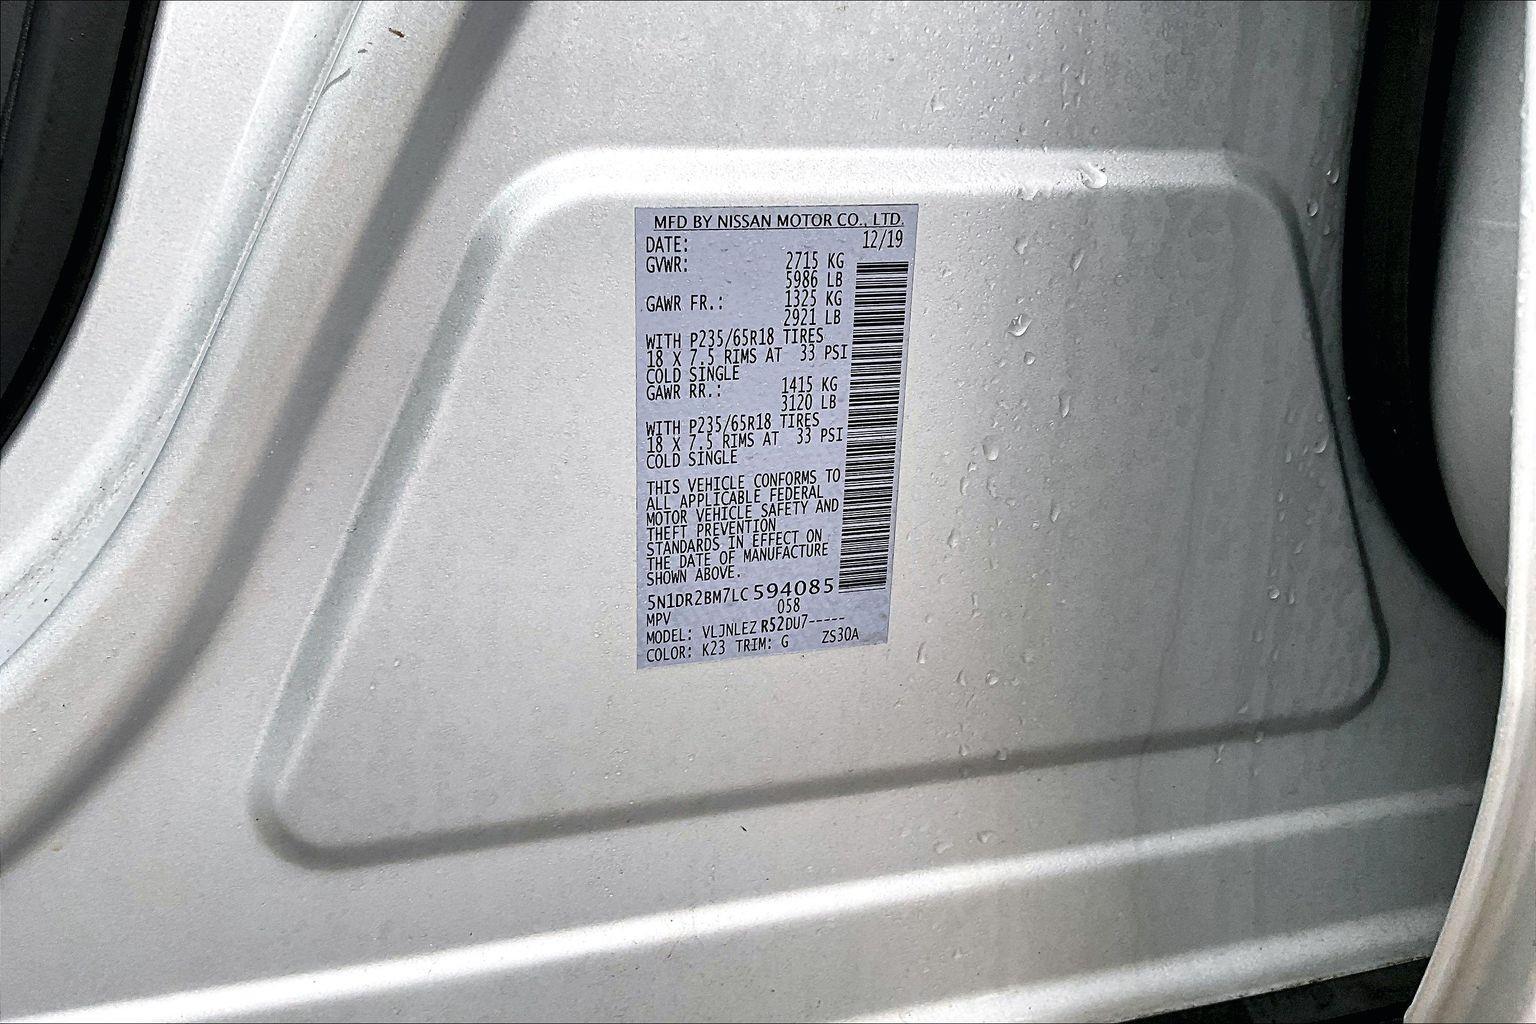 MFD BY NISSAN MOTOR CO., LTD.
DATE: 12/19
GVWR: 2715 KG
5986 LB
GAWR FR.: 1325 KG
2921 LB
WITH P235/65R18 TIRES
18 X 7.5 RIMS AT 33 PSI
COLD SINGLE
GAWR RR.: 1415 KG
3120 LB
WITH P235/65R18 TIRES
18 X 7.5 RIMS AT 33 PSI
COLD SINGLE
THIS VEHICLE CONFORMS TO
ALL APPLICABLE FEDERAL
MOTOR VEHICLE SAFETY AND
THEFT PREVENTION
STANDARDS IN EFFECT ON
THE DATE OF MANUFACTURE
SHOWN ABOVE.
5N1DR2BM7LC594085
MPV 058
MODEL: VLJNLEZR52DU7-----
COLOR: K23 TRIM: G ZS30A